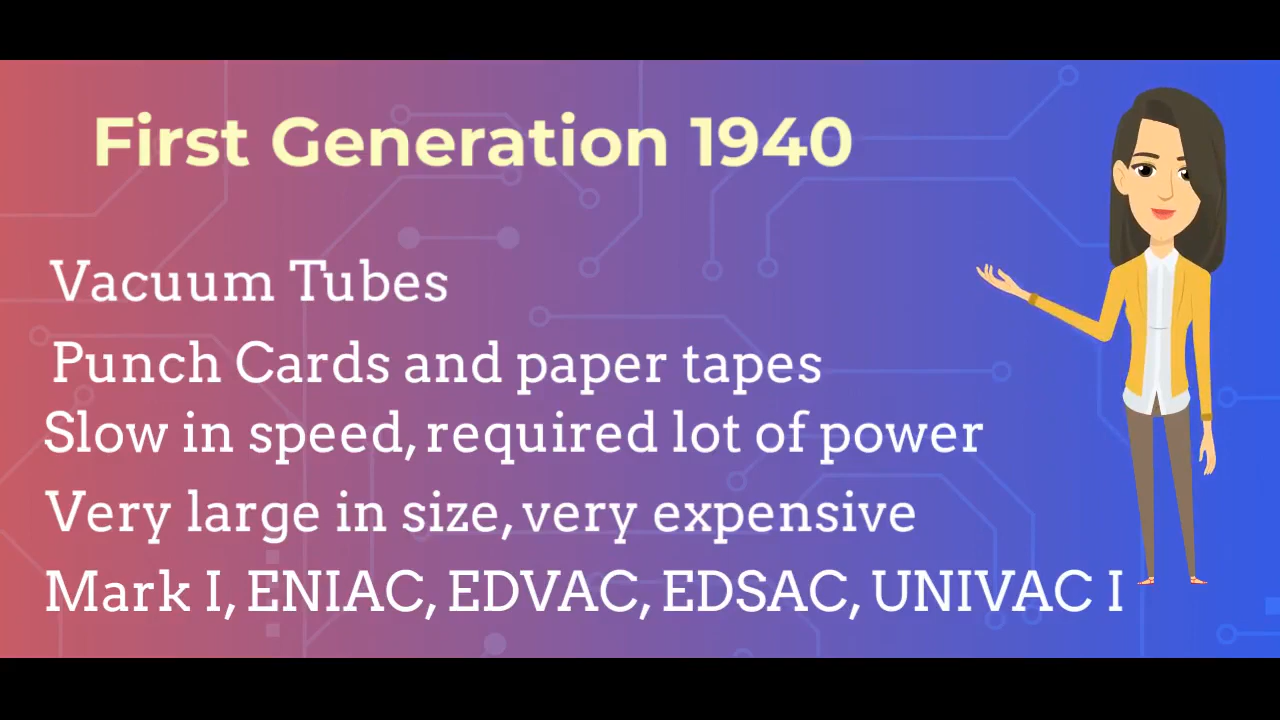 First Generation 1940
Vacuum Tubes
Punch Cards and paper tapes
Slow in speed, required lot of power
Very large in size, very expensive
Mark I, ENIAC, EDVAC, EDSAC, UNIVAC I